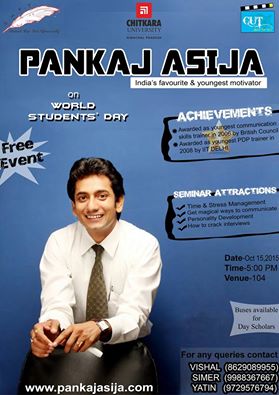 CHITKARA
UNIVERSITY
HIMACHAL PRADESH
CUT
PANKAJ ASIJA
India's favourite & youngest motivator
on
WORLD
STUDENTS' DAY
Free
Event
ACHIEVEMENTS
Awarded as youngest communication
skills trainer in 2006 by British Council
Awarded as youngest PDP trainer in
2008 by IIT DELHI
SEMINAR ATTRACTIONS
Time & Stress Management
Get magical ways to communicate
Personality Development
How to crack interviews
Date-Oct 15,2015
Time-5:00 PM
Venue-104
Buses available
for
Day Scholars
For any queries contact
VISHAL (8629089955)
SIMER (9988367667)
YATIN (9729576794)
www.pankajasija.com